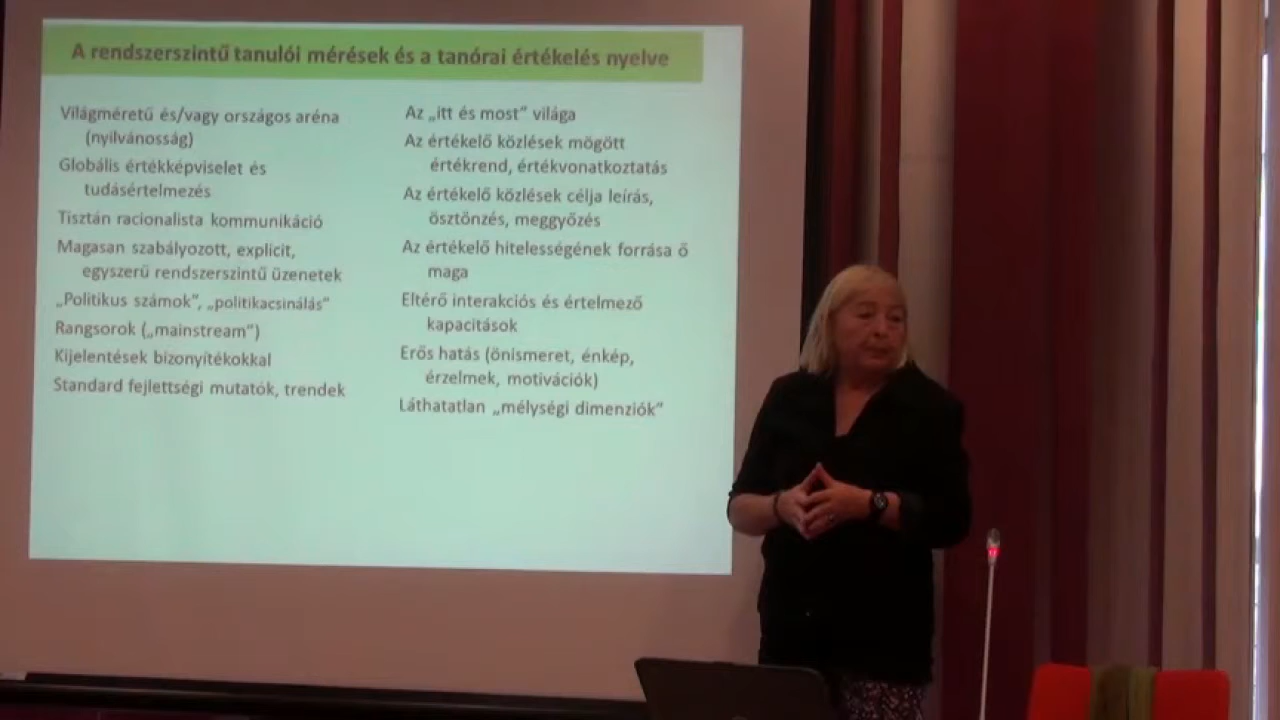 A rendszerszintű tanulói mérések és a tanórai értékelés nyelve
Világméretű és/vagy országos aréna
(nyilvánosság)
Globális értékképviselet és
tudásértelmezés
Tisztán racionalista kommunikáció
Magasan szabályozott, explicit,
egyszerű rendszerszintű üzenetek
„Politikus számok", „politikacsinálás"
Rangsorok („mainstream")
Kijelentések bizonyítékokkal
Standard fejlettségi mutatók, trendek
Az „itt és most" világa
Az értékelő közlések mögött
értékrend, értékvonatkoztatás
Az értékelő közlések célja leírás,
ösztönzés, meggyőzés
Az értékelő hitelességének forrása ő
maga
Eltérő interakciós és értelmező
kapacitások
Erős hatás (önismeret, énkép,
érzelmek, motivációk)
Láthatatlan „mélységi dimenziók"